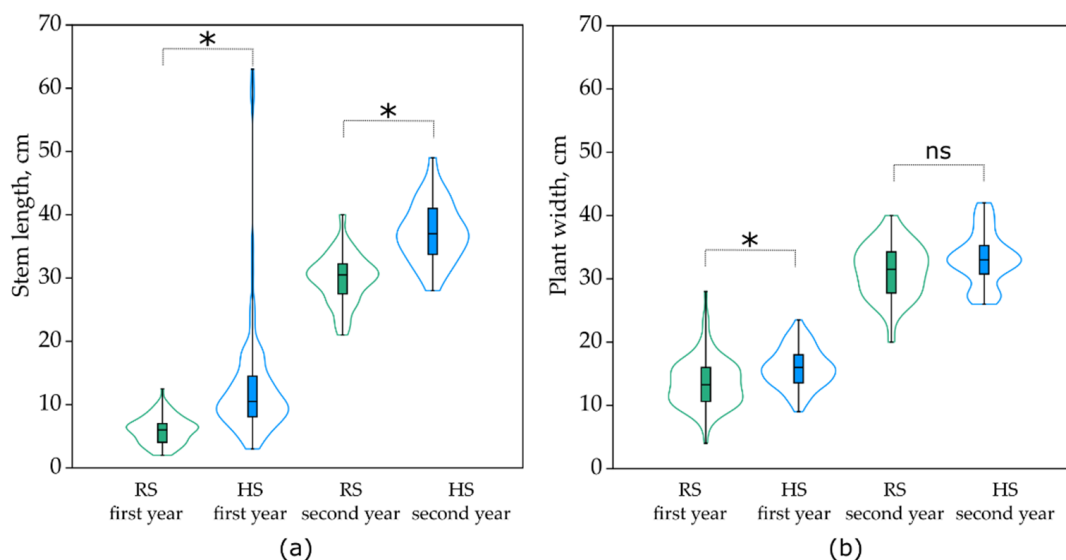 Stem length, cm
70
60
50
40
30
20
10
0
*
*
RS
first year
HS
first year
RS
second year
HS
second year
(a)
Plant width, cm
70
60
50
40
30
20
10
0
*
ns
RS
first year
HS
first year
RS
second year
HS
second year
(b)